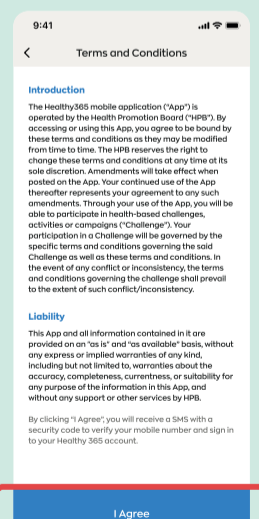 9:41
Terms and Conditions
Introduction
The Healthy365 mobile application ("App") is
operated by the Health Promotion Board ("HPB"). By
accessing or using this App, you agree to be bound by
these terms and conditions as they may be modified
from time to time. The HPB reserves the right to
change these terms and conditions at any time at its
sole discretion. Amendments will take effect when
posted on the App. Your continued use of the App
therefore represents your agreement to any such
amendments. Through your use of the App, you will be
able to participate in health-based challenges,
activities or campaigns ("Challenge"). Your
participation in a Challenge will be governed by the
specific terms and conditions governing the said
Challenge as well as these terms and conditions. In
the event of any conflict or inconsistency, the terms
and conditions governing the challenge shall prevail
to the extent of such conflict/inconsistency.
Liability
This App and all information contained in it are
provided on an "as is" and "as available" basis, without
any express or implied warranties of any kind,
including but not limited to, warranties about the
accuracy, completeness, currentness, or suitability for
any purpose of the information in this App, and
without any support or other services by HPB.
By clicking "I Agree", you will receive a SMS with a
security code to verify your mobile number and sign in
to your Healthy 365 account.
I Agree